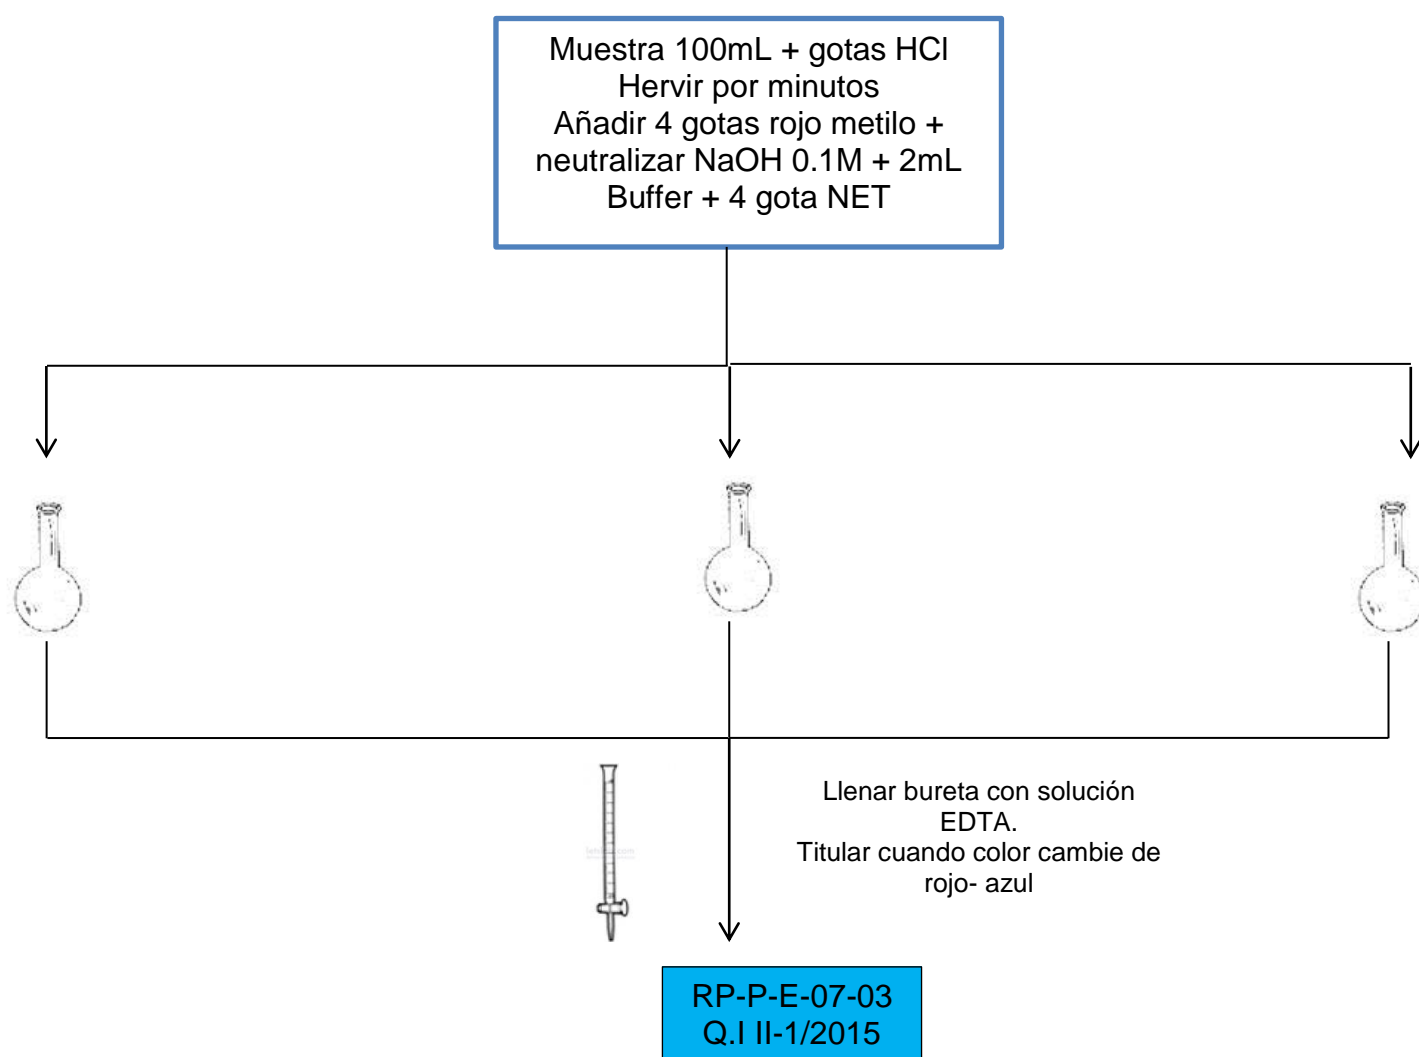 Muestra 100mL + gotas HCl
Hervir por minutos
Añadir 4 gotas rojo metilo +
neutralizar NaOH 0.1M + 2mL
Buffer + 4 gota NET
Llenar bureta con solución
EDTA.
Titular cuando color cambie de
rojo- azul
RP-P-E-07-03
Q.I II-1/2015